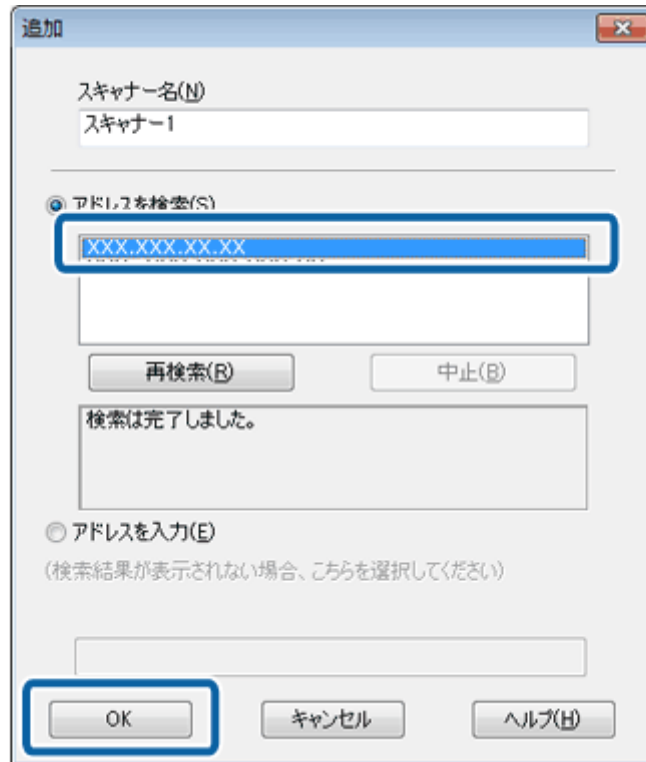 追加
スキャナー名(N)
スキャナー1
アドレスを検索(S)
XXX.XXX.XX.XX
再検索(R)
中止(B)
検索は完了しました。
アドレスを入力(E)
(検索結果が表示されない場合、こちらを選択してください)
OK
キャンセル
ヘルプ(H)